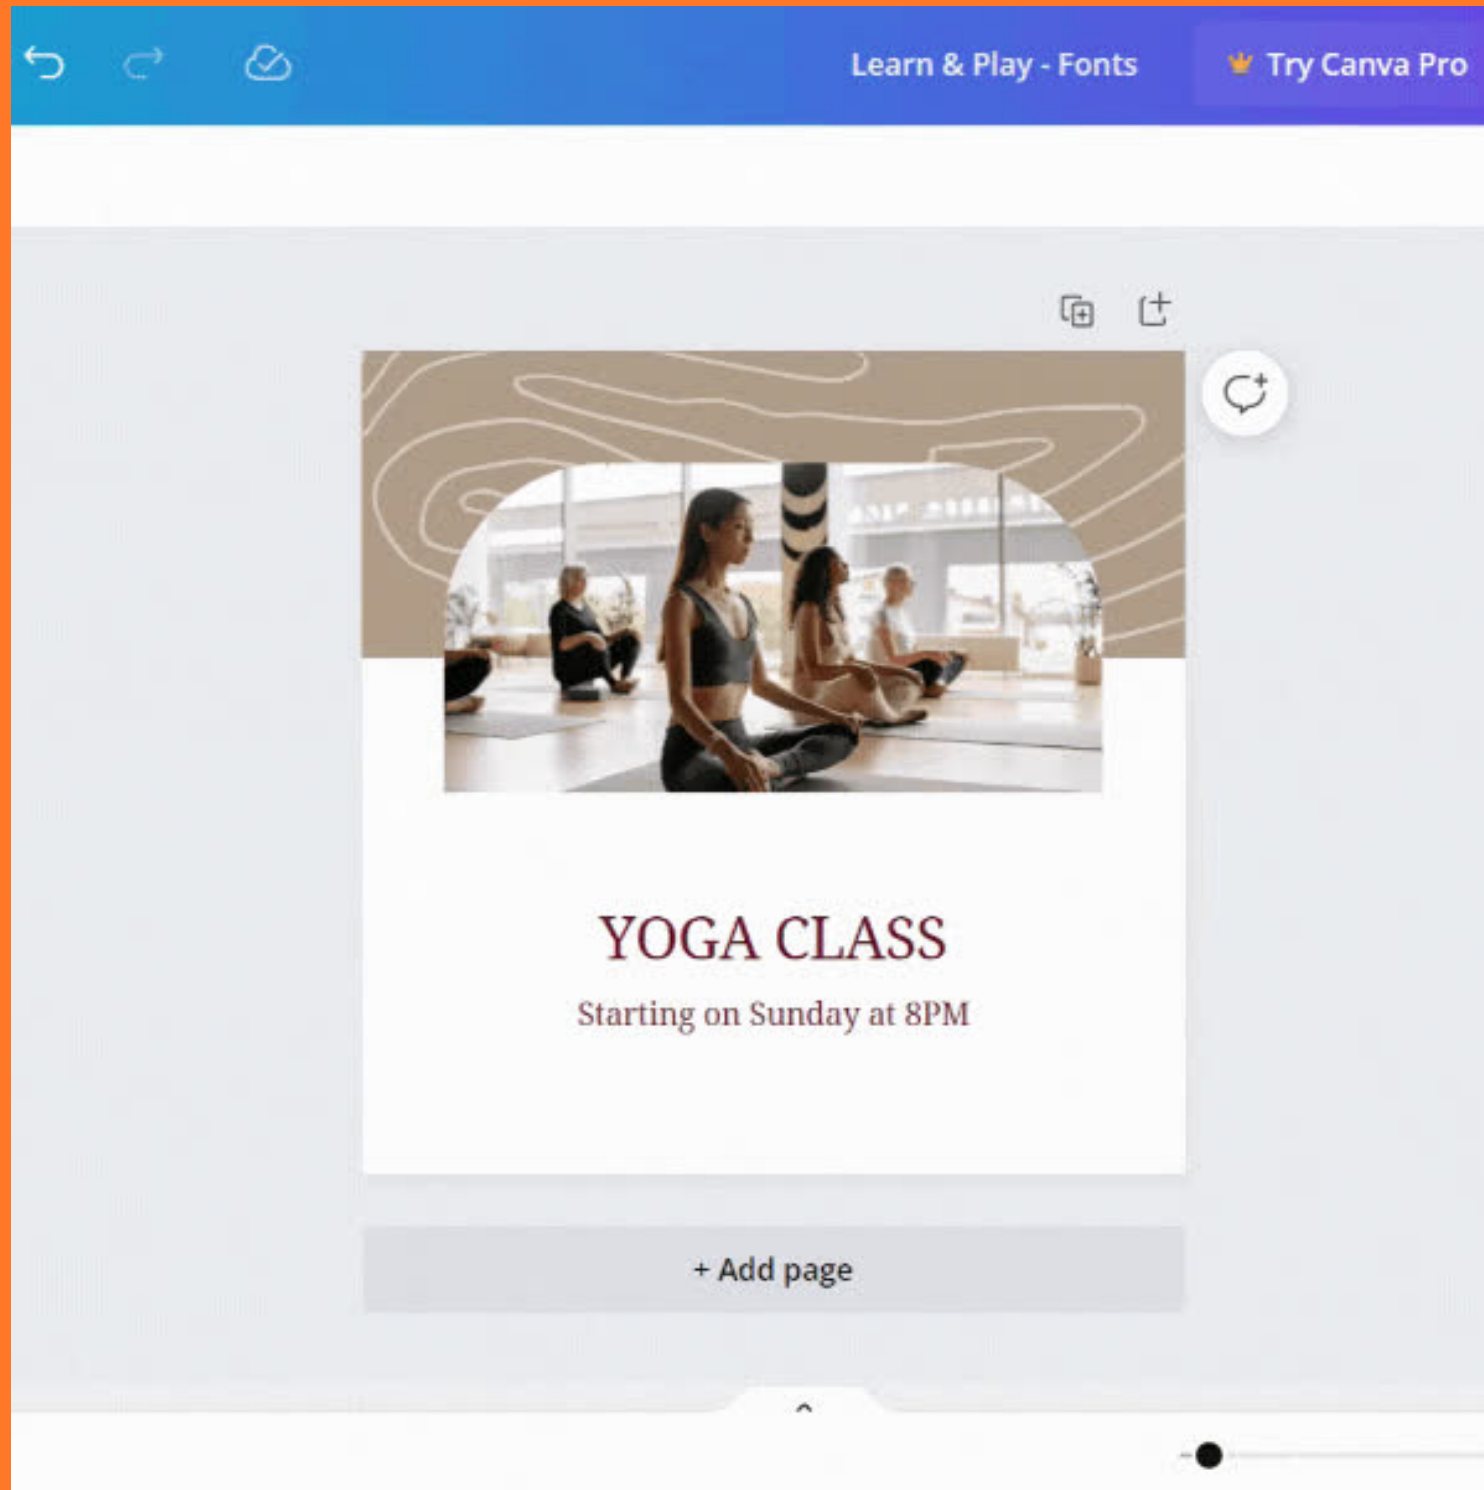 Learn & Play - Fonts
Try Canva Pro
YOGA CLASS
Starting on Sunday at 8PM
+ Add page